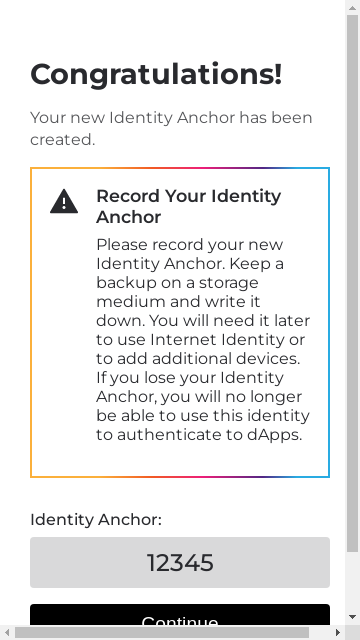 Congratulations!
Your new Identity Anchor has been
created.
Record Your Identity
Anchor
Please record your new
Identity Anchor. Keep a
backup on a storage
medium and write it
down. You will need it later
to use Internet Identity or
to add additional devices.
If you lose your Identity
Anchor, you will no longer
be able to use this identity
to authenticate to dApps.
Identity Anchor:
12345
Continue